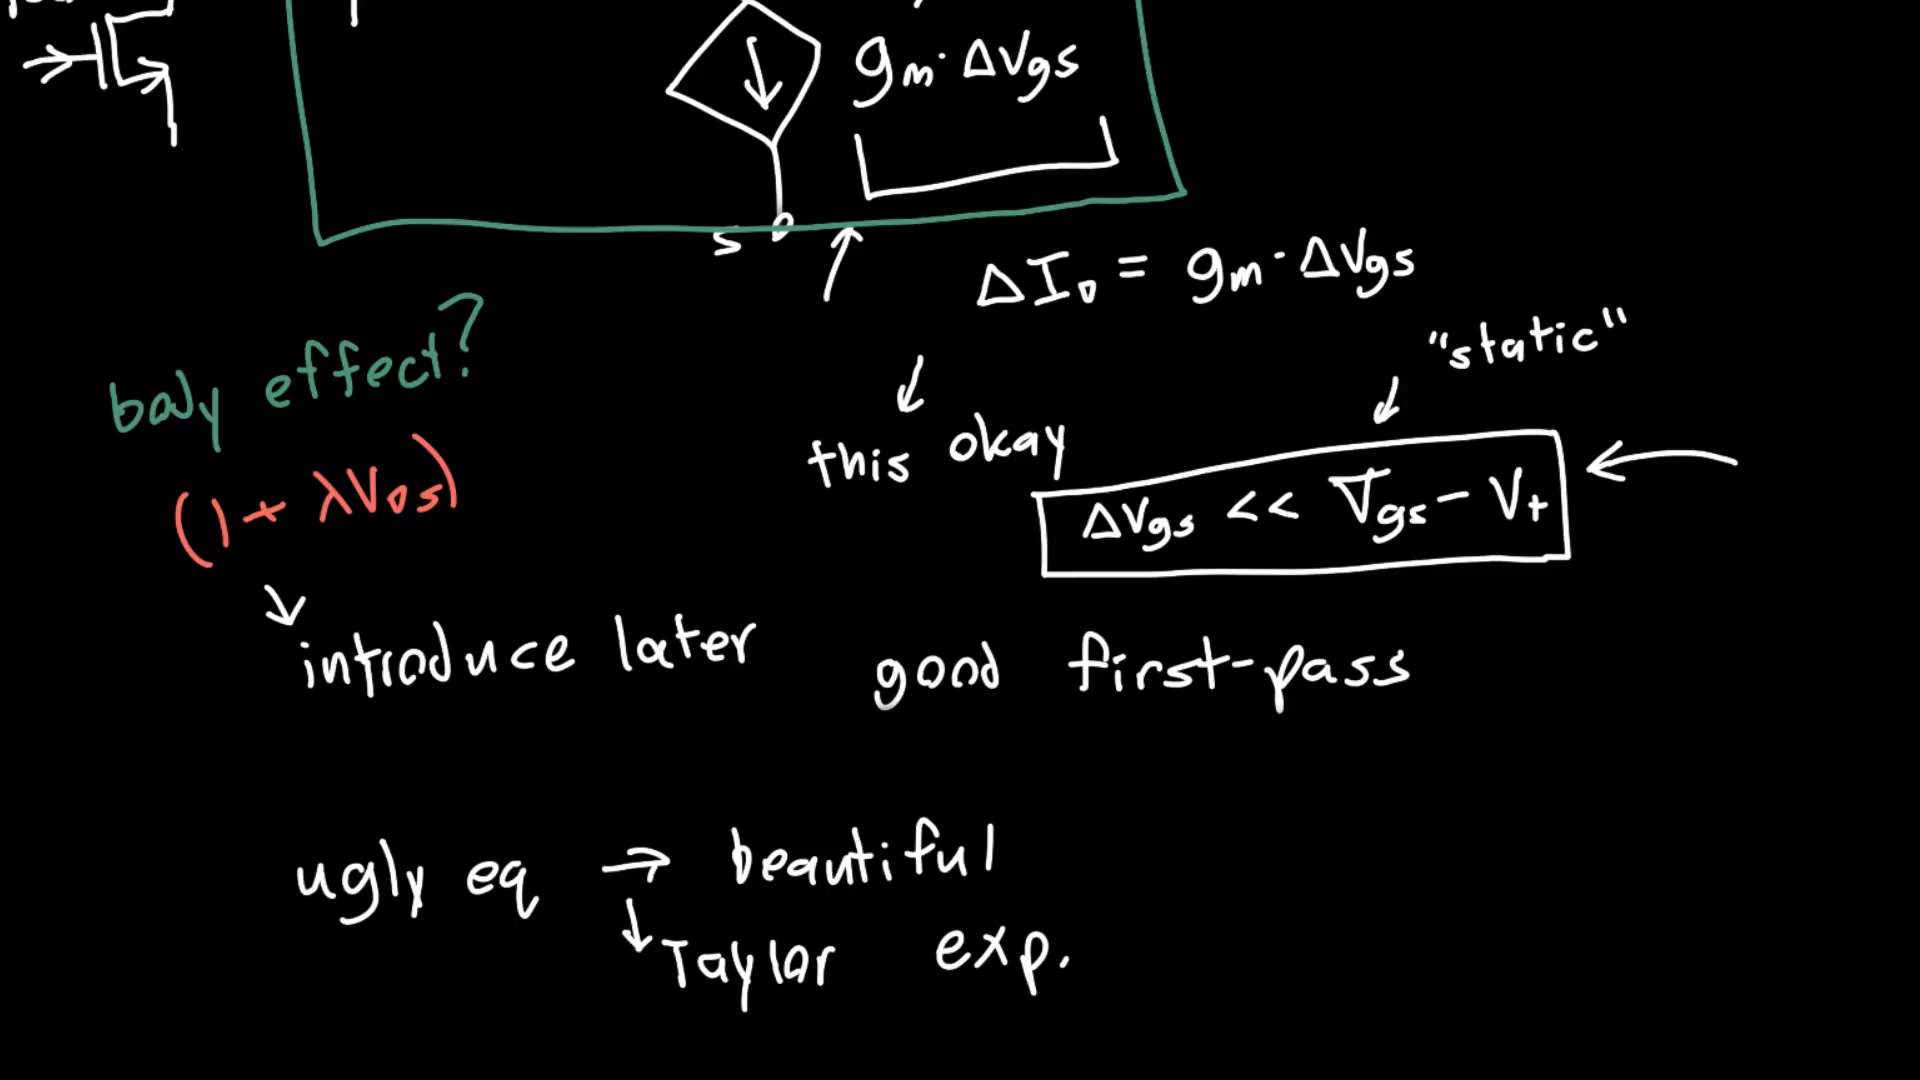 gm · ΔVgs
s
ΔID = gm · ΔVgs
"static"
body effect?
this okay
(1 + λVDS)
ΔVgs << V̅gs - Vt
introduce later
good first-pass
ugly eq → beautiful
Taylor exp.